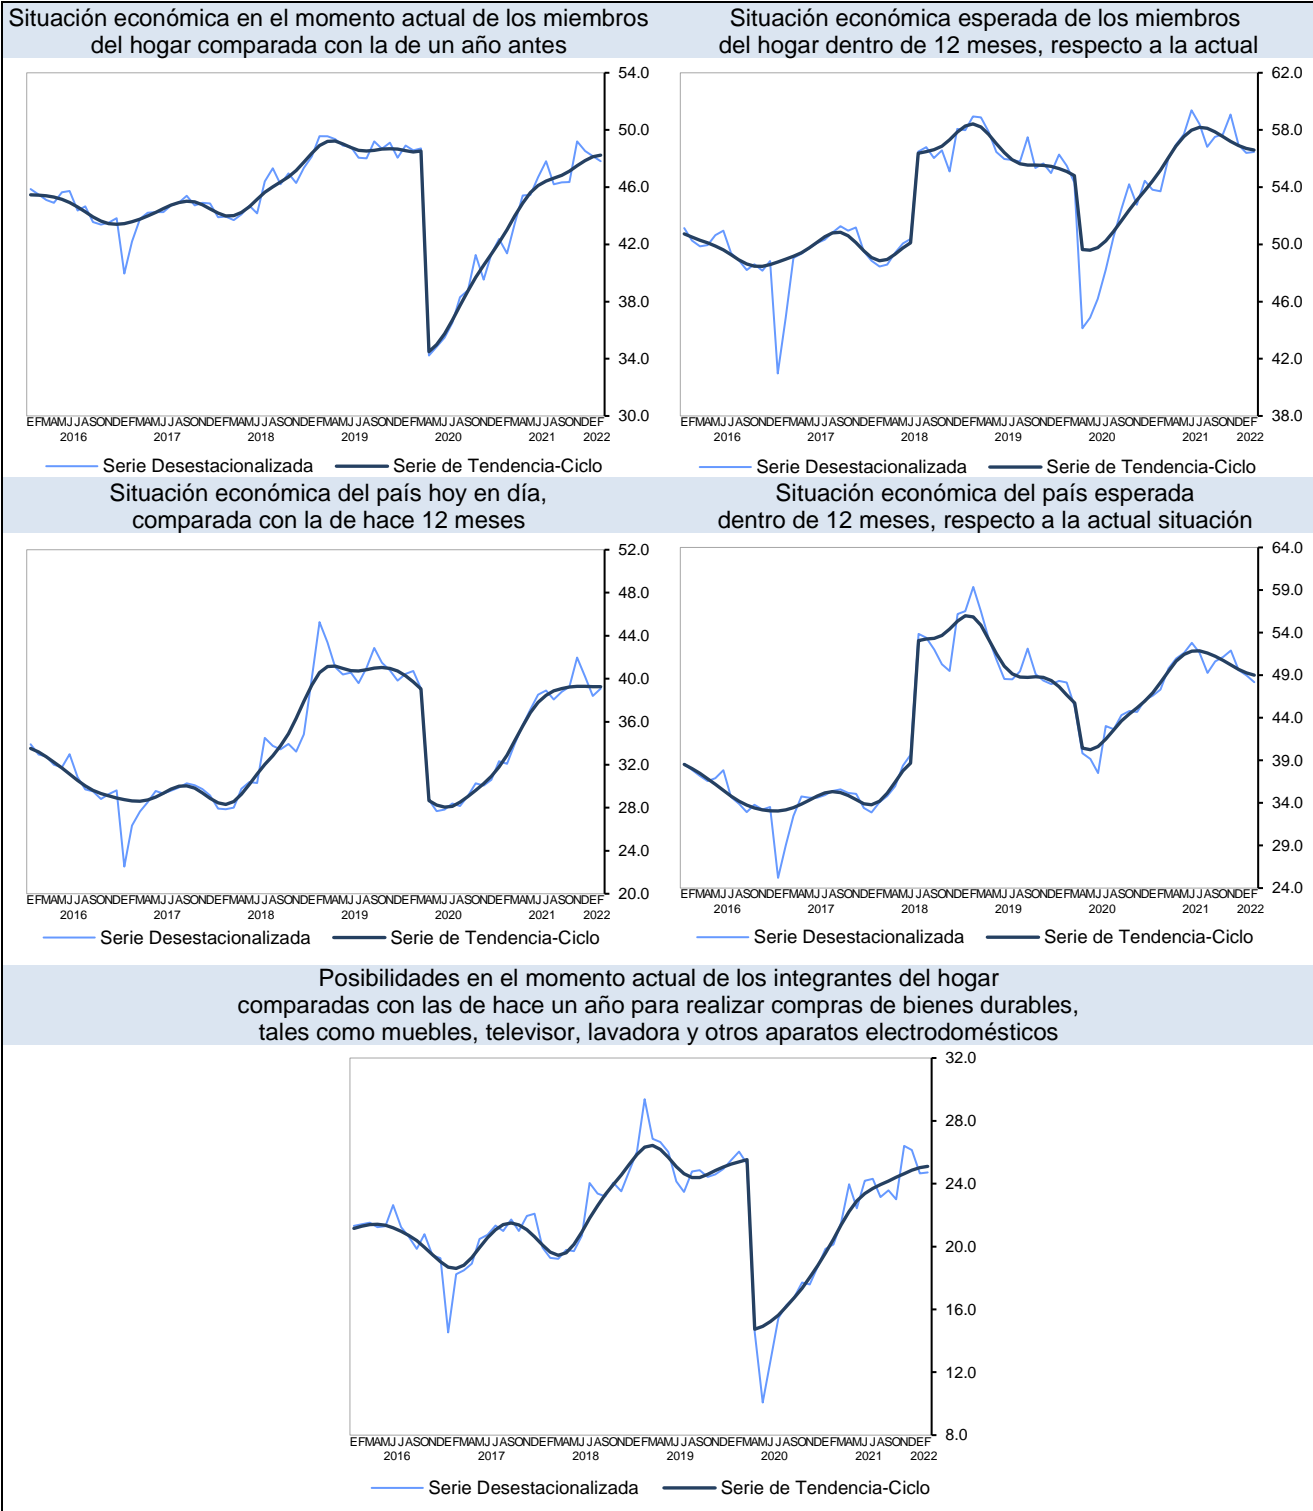 Situación económica en el momento actual de los miembros
del hogar comparada con la de un año antes
54.0
50.0
46.0
42.0
38.0
34.0
30.0
EFMAMJJASONDEFMAMJJASONDEFMAMJJASONDEFMAMJJASONDEFMAMJJASONDEFMAMJJASONDEF
2016 2017 2018 2019 2020 2021 2022
Serie Desestacionalizada Serie de Tendencia-Ciclo
Situación económica esperada de los miembros
del hogar dentro de 12 meses, respecto a la actual
62.0
58.0
54.0
50.0
46.0
42.0
38.0
EFMAMJJASONDEFMAMJJASONDEFMAMJJASONDEFMAMJJASONDEFMAMJJASONDEFMAMJJASONDEF
2016 2017 2018 2019 2020 2021 2022
Serie Desestacionalizada Serie de Tendencia-Ciclo
Situación económica del país hoy en día,
comparada con la de hace 12 meses
52.0
48.0
44.0
40.0
36.0
32.0
28.0
24.0
20.0
EFMAMJJASONDEFMAMJJASONDEFMAMJJASONDEFMAMJJASONDEFMAMJJASONDEFMAMJJASONDEF
2016 2017 2018 2019 2020 2021 2022
Serie Desestacionalizada Serie de Tendencia-Ciclo
Situación económica del país esperada
dentro de 12 meses, respecto a la actual situación
64.0
59.0
54.0
49.0
44.0
39.0
34.0
29.0
24.0
EFMAMJJASONDEFMAMJJASONDEFMAMJJASONDEFMAMJJASONDEFMAMJJASONDEFMAMJJASONDEF
2016 2017 2018 2019 2020 2021 2022
Serie Desestacionalizada Serie de Tendencia-Ciclo
Posibilidades en el momento actual de los integrantes del hogar
comparadas con las de hace un año para realizar compras de bienes durables,
tales como muebles, televisor, lavadora y otros aparatos electrodomésticos
32.0
28.0
24.0
20.0
16.0
12.0
8.0
EFMAMJJASONDEFMAMJJASONDEFMAMJJASONDEFMAMJJASONDEFMAMJJASONDEFMAMJJASONDEF
2016 2017 2018 2019 2020 2021 2022
Serie Desestacionalizada Serie de Tendencia-Ciclo